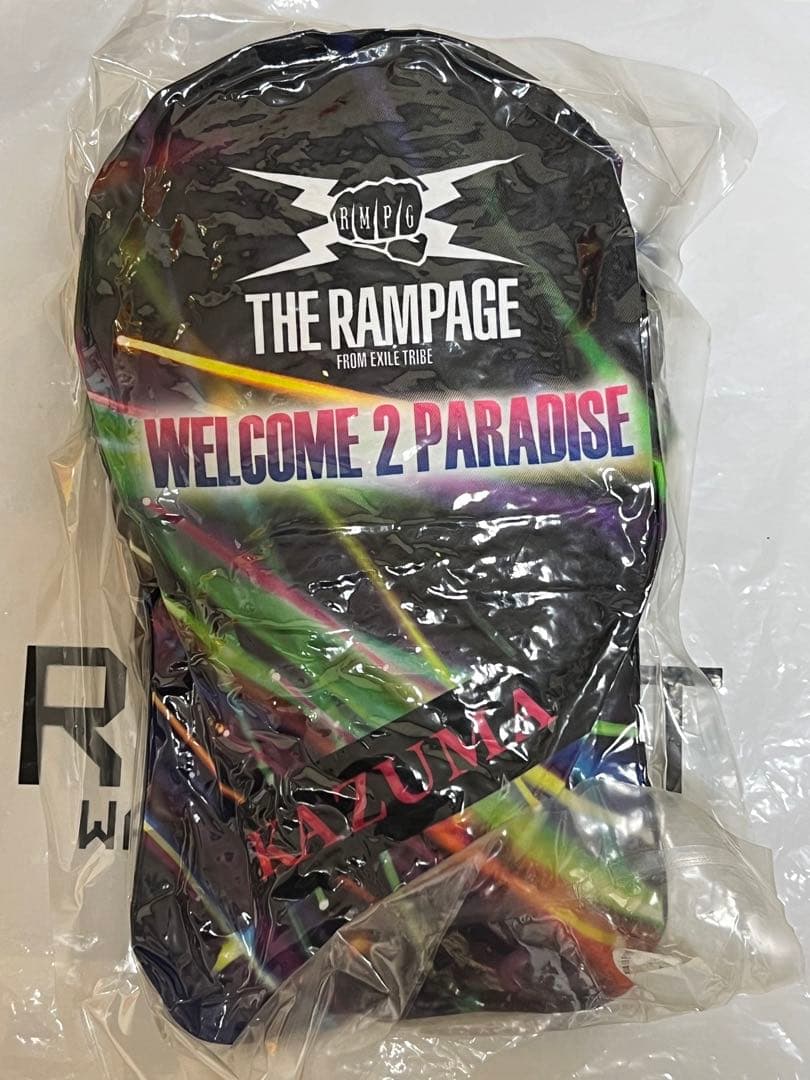 RMPG
THE RAMPAGE
FROM EXILE TRIBE
WELCOME 2 PARADISE
KAZUMA